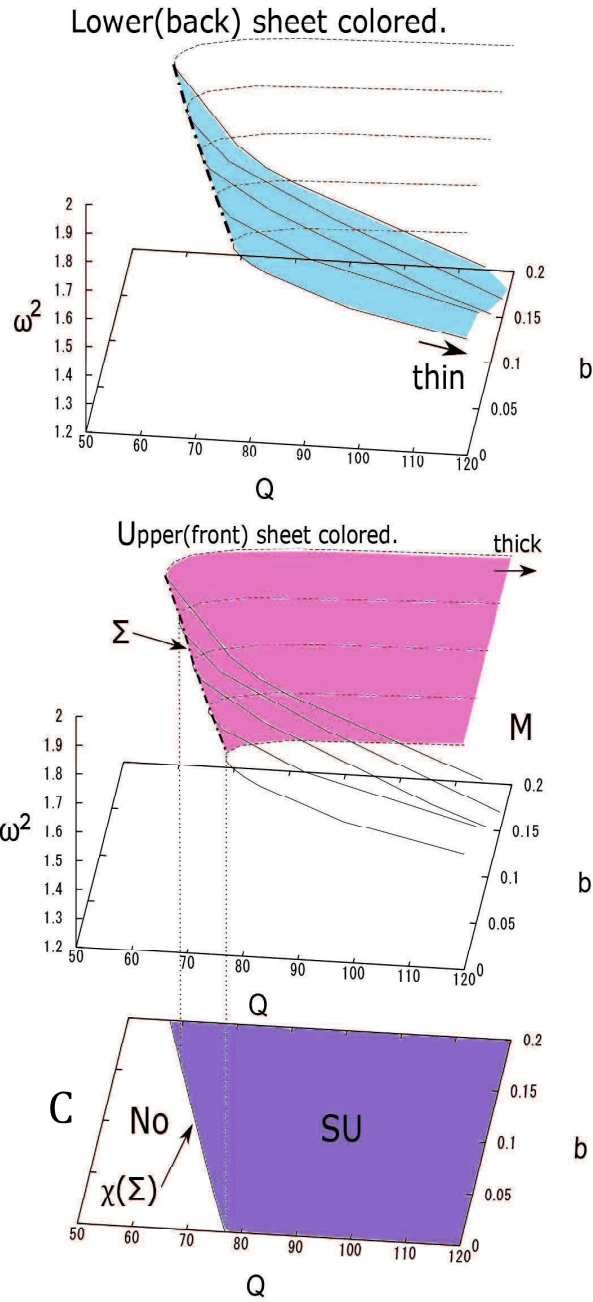 Lower(back) sheet colored.
2
1.9
1.8
1.7
1.6
1.5
1.4
1.3
1.2
ω²
0.2
0.15
0.1
0.05
0
b
thin
50 60 70 80 90 100 110 120
Q
Upper(front) sheet colored.
thick
Σ
M
2
1.9
1.8
1.7
1.6
1.5
1.4
1.3
1.2
ω²
0.2
0.15
0.1
0.05
0
b
50 60 70 80 90 100 110 120
Q
C
No
SU
χ(Σ)
0.2
0.15
0.1
0.05
0
b
50 60 70 80 90 100 110 120
Q